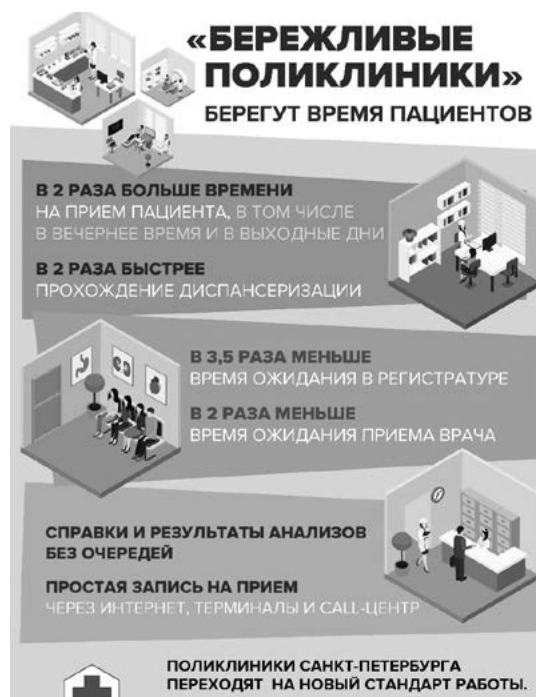 «БЕРЕЖЛИВЫЕ
ПОЛИКЛИНИКИ»
БЕРЕГУТ ВРЕМЯ ПАЦИЕНТОВ
В 2 РАЗА БОЛЬШЕ ВРЕМЕНИ
НА ПРИЕМ ПАЦИЕНТА, В ТОМ ЧИСЛЕ
В ВЕЧЕРНЕЕ ВРЕМЯ И В ВЫХОДНЫЕ ДНИ
В 2 РАЗА БЫСТРЕЕ
ПРОХОЖДЕНИЕ ДИСПАНСЕРИЗАЦИИ
В 3,5 РАЗА МЕНЬШЕ
ВРЕМЯ ОЖИДАНИЯ В РЕГИСТРАТУРЕ
В 2 РАЗА МЕНЬШЕ
ВРЕМЯ ОЖИДАНИЯ ПРИЕМА ВРАЧА
СПРАВКИ И РЕЗУЛЬТАТЫ АНАЛИЗОВ
БЕЗ ОЧЕРЕДЕЙ
ПРОСТАЯ ЗАПИСЬ НА ПРИЕМ
ЧЕРЕЗ ИНТЕРНЕТ, ТЕРМИНАЛЫ И CALL-ЦЕНТР
ПОЛИКЛИНИКИ САНКТ-ПЕТЕРБУРГА
ПЕРЕХОДЯТ НА НОВЫЙ СТАНДАРТ РАБОТЫ.